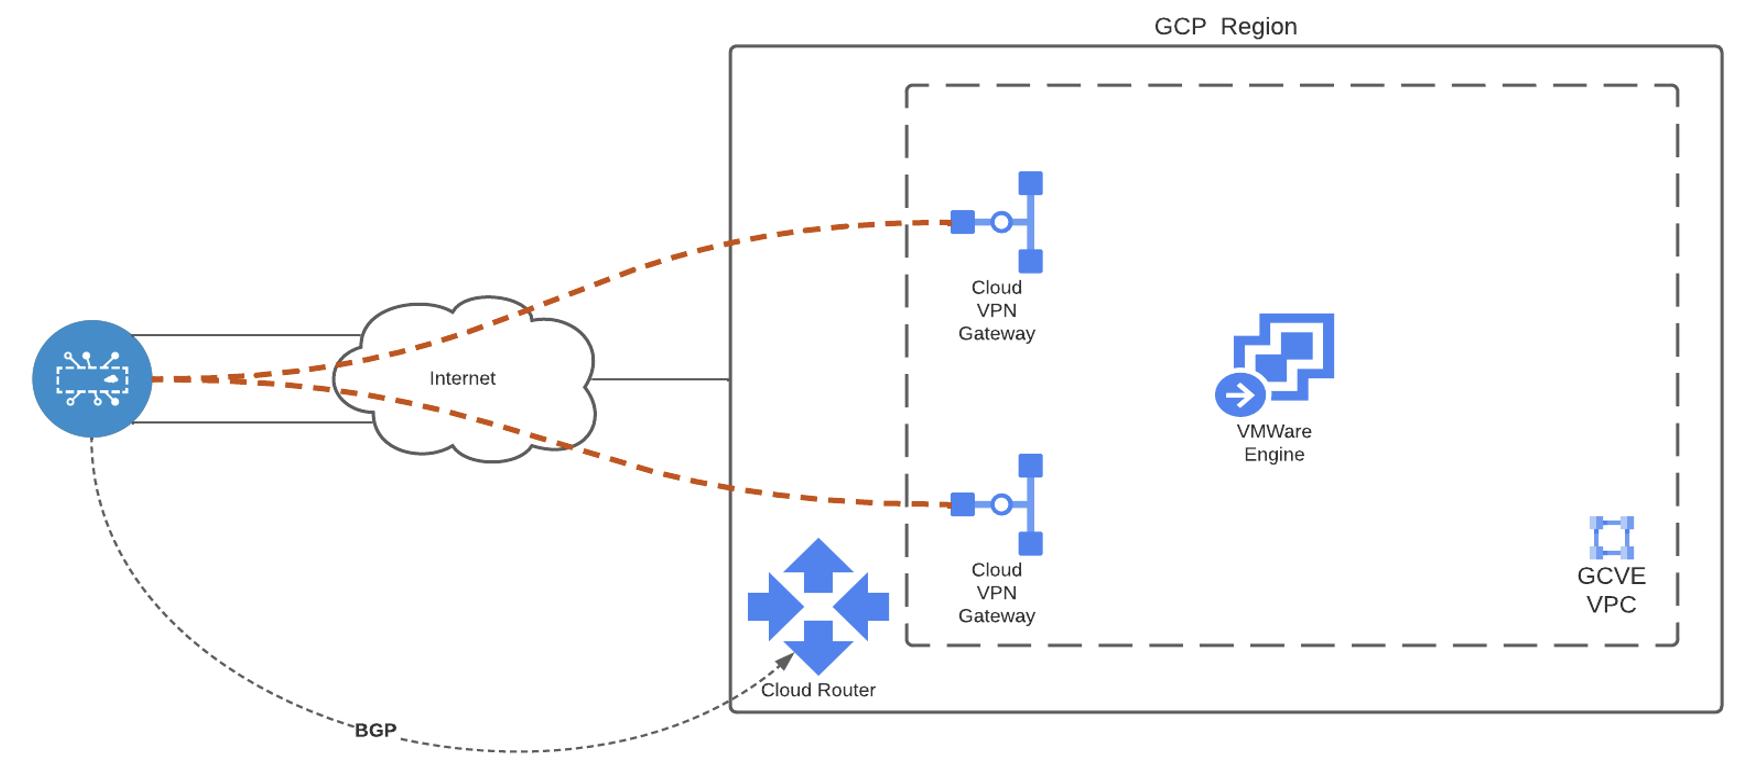 GCP Region
Cloud
VPN
Gateway
Internet
VMWare
Engine
Cloud
VPN
Gateway
GCVE
VPC
Cloud Router
BGP